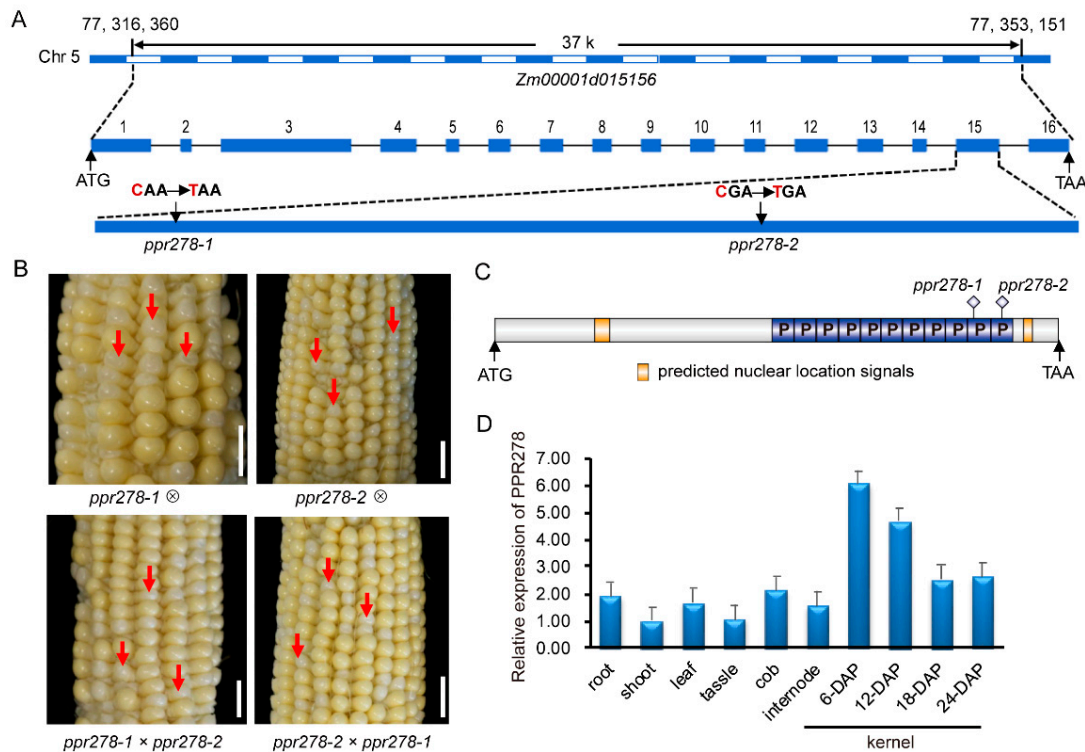 A
77, 316, 360
77, 353, 151
37 k
Chr 5
Zm00001d015156
1 2 3 4 5 6 7 8 9 10 11 12 13 14 15 16
ATG
TAA
CAA→TAA
CGA→TGA
ppr278-1
ppr278-2
B
ppr278-1 ⊗
ppr278-2 ⊗
ppr278-1 × ppr278-2
ppr278-2 × ppr278-1
C
ppr278-1
ppr278-2
P P P P P P P P P P P
ATG
TAA
predicted nuclear location signals
D
Relative expression of PPR278
7.00
6.00
5.00
4.00
3.00
2.00
1.00
0.00
root
shoot
leaf
tassle
cob
internode
6-DAP
12-DAP
18-DAP
24-DAP
kernel